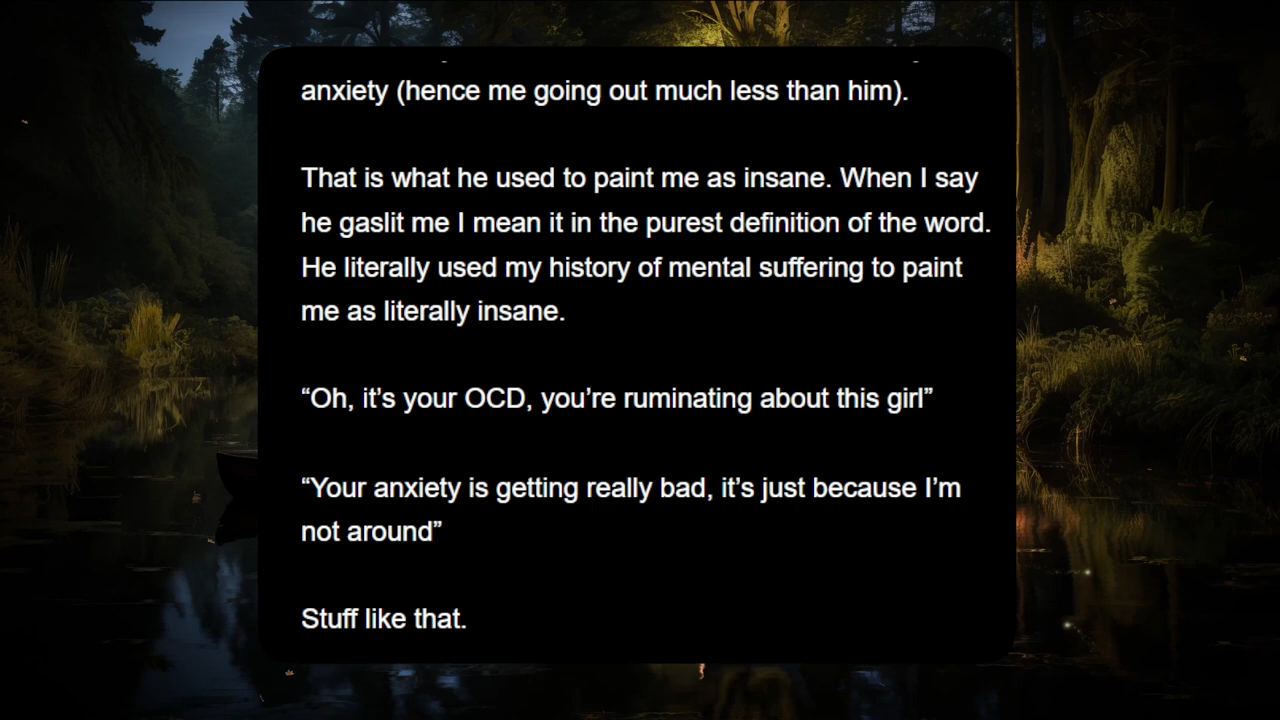 anxiety (hence me going out much less than him).
That is what he used to paint me as insane. When I say
he gaslit me I mean it in the purest definition of the word.
He literally used my history of mental suffering to paint
me as literally insane.
“Oh, it’s your OCD, you’re ruminating about this girl”
“Your anxiety is getting really bad, it’s just because I’m
not around”
Stuff like that.